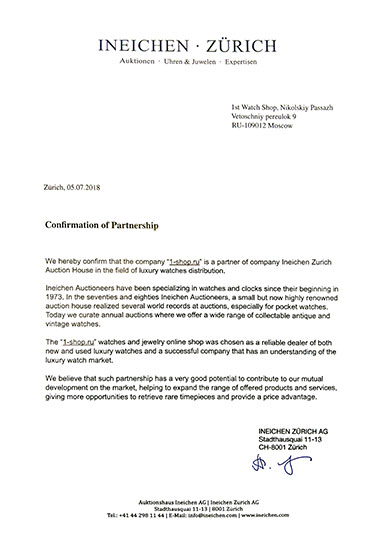 INEICHEN · ZÜRICH
Auktionen · Uhren & Juwelen · Expertisen
1st Watch Shop, Nikolskiy Passazh
Vetoschniy pereulok 9
RU-109012 Moscow
Zürich, 05.07.2018
Confirmation of Partnership
We hereby confirm that the company "1-shop.ru" is a partner of company Ineichen Zurich
Auction House in the field of luxury watches distribution.
Ineichen Auctioneers have been specializing in watches and clocks since their beginning in
1973. In the seventies and eighties Ineichen Auctioneers, a small but now highly renowned
auction house realized several world records at auctions, especially for pocket watches.
Today we curate annual auctions where we offer a wide range of collectable antique and
vintage watches.
The "1-shop.ru" watches and jewelry online shop was chosen as a reliable dealer of both
new and used luxury watches and a successful company that has an understanding of the
luxury watch market.
We believe that such partnership has a very good potential to contribute to our mutual
development on the market, helping to expand the range of offered products and services,
giving more opportunities to retrieve rare timepieces and provide a price advantage.
INEICHEN ZÜRICH AG
Stadthausquai 11-13
CH-8001 Zürich
Auktionshaus Ineichen AG | Ineichen Zürich AG
Stadthausquai 11-13 | 8001 Zürich
Tel.: +41 44 298 11 44 | E-Mail: info@ineichen.com | www.ineichen.com